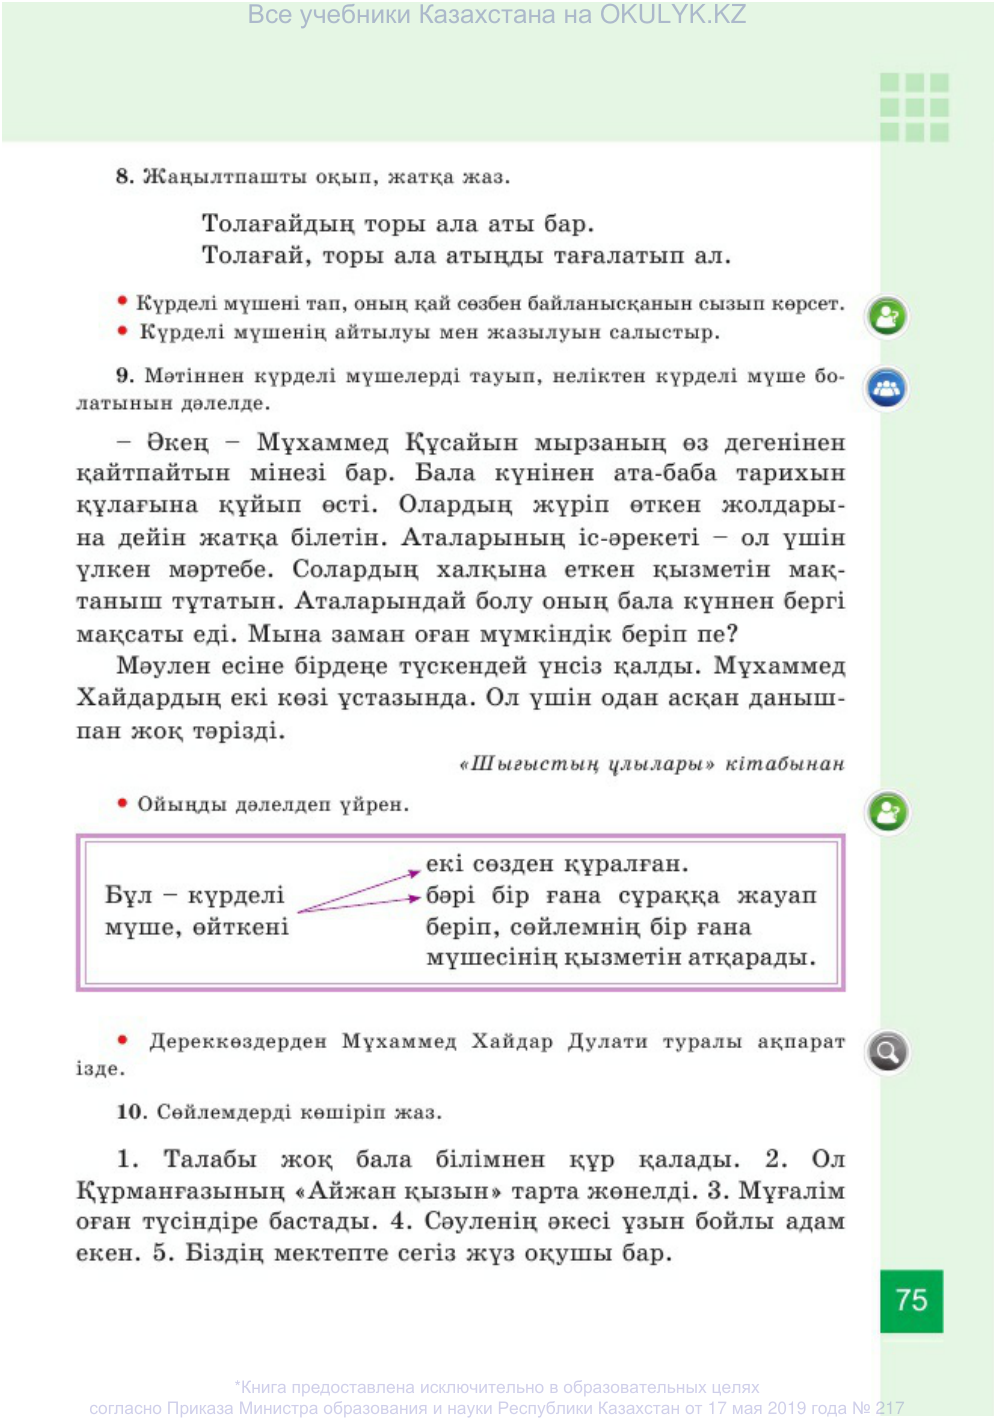 Все учебники Казахстана на OKULYK.KZ
8. Жаңылтпашты оқып, жатқа жаз.
Толағайдың торы ала аты бар.
Толағай, торы ала атыңды тағалатып ал.
• Күрделі мүшені тап, оның қай сөзбен байланысқанын сызып көрсет.
• Күрделі мүшенің айтылуы мен жазылуын салыстыр.
9. Мәтіннен күрделі мүшелерді тауып, неліктен күрделі мүше бо-
латынын дәлелде.
– Әкең – Мұхаммед Құсайын мырзаның өз дегенінен
қайтпайтын мінезі бар. Бала күнінен ата-баба тарихын
құлағына құйып өсті. Олардың жүріп өткен жолдары-
на дейін жатқа білетін. Аталарының іс-әрекеті – ол үшін
үлкен мәртебе. Солардың халқына еткен қызметін мақ-
таныш тұтатын. Аталарындай болу оның бала күннен бергі
мақсаты еді. Мына заман оған мүмкіндік беріп пе?
Мәулен есіне бірдеңе түскендей үнсіз қалды. Мұхаммед
Хайдардың екі көзі ұстазында. Ол үшін одан асқан даныш-
пан жоқ тәрізді.
«Шығыстың ұлылары» кітабынан
• Ойыңды дәлелдеп үйрен.
Бұл – күрделі
мүше, өйткені
екі сөзден құралған.
бәрі бір ғана сұраққа жауап
беріп, сөйлемнің бір ғана
мүшесінің қызметін атқарады.
• Дереккөздерден Мұхаммед Хайдар Дулати туралы ақпарат
ізде.
10. Сөйлемдерді көшіріп жаз.
1. Талабы жоқ бала білімнен құр қалады. 2. Ол
Құрманғазының «Айжан қызын» тарта жөнелді. 3. Мұғалім
оған түсіндіре бастады. 4. Сәуленің әкесі ұзын бойлы адам
екен. 5. Біздің мектепте сегіз жүз оқушы бар.
75
*Книга предоставлена исключительно в образовательных целях
согласно Приказа Министра образования и науки Республики Казахстан от 17 мая 2019 года № 217